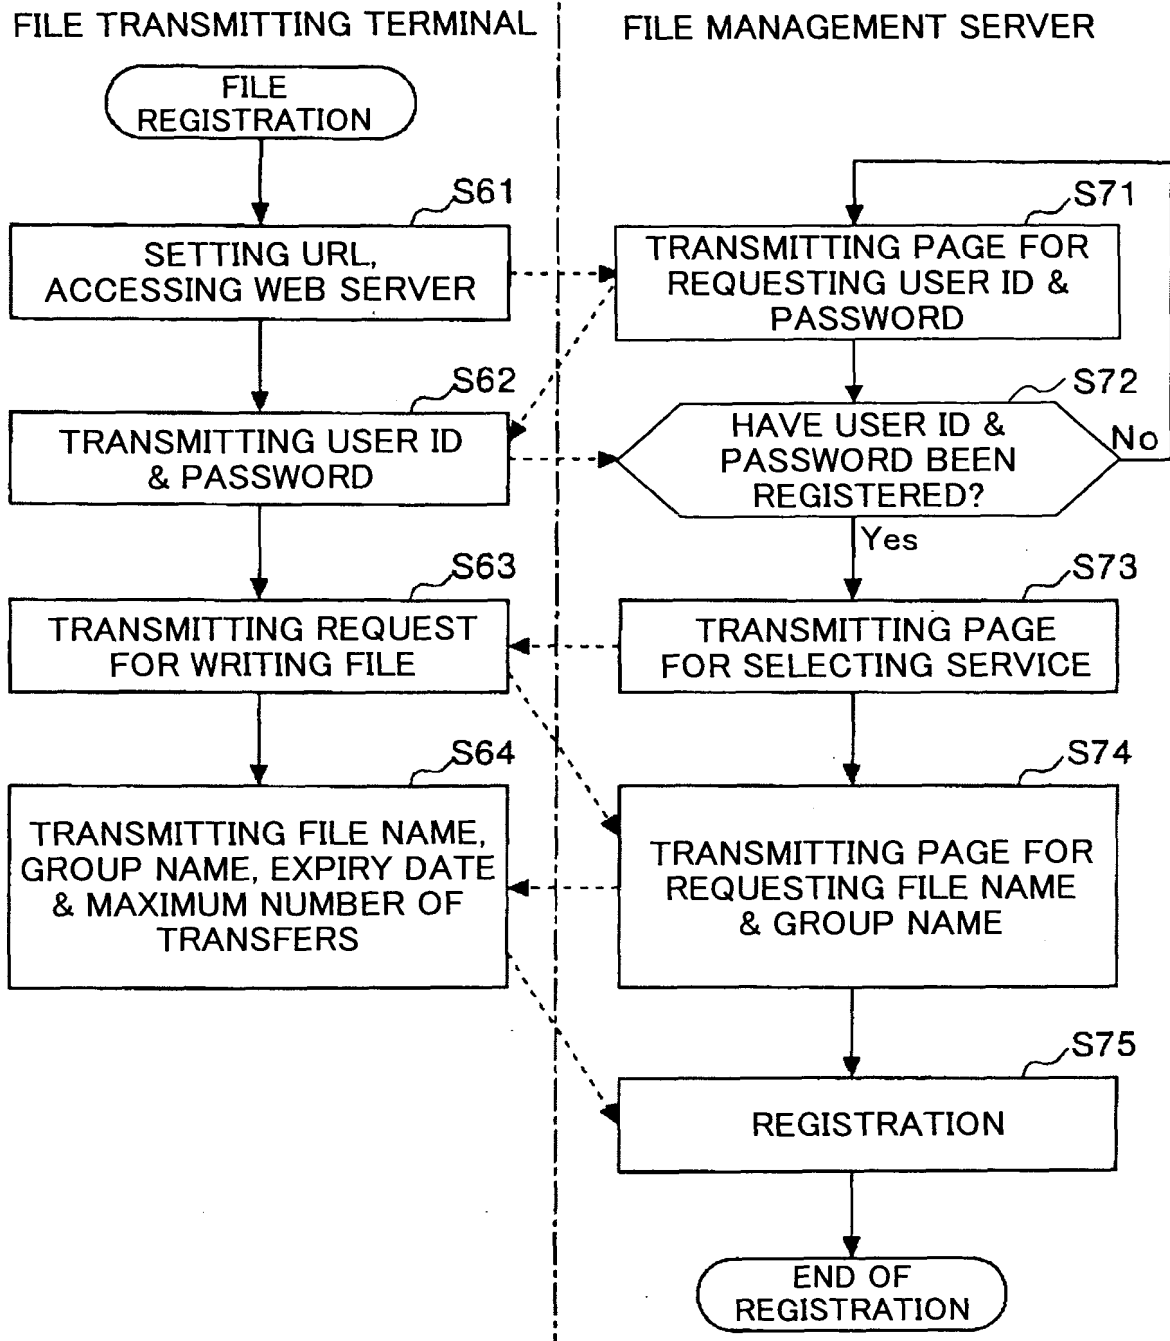 FILE TRANSMITTING TERMINAL
FILE MANAGEMENT SERVER
FILE
REGISTRATION
S61
SETTING URL,
ACCESSING WEB SERVER
S71
TRANSMITTING PAGE FOR
REQUESTING USER ID &
PASSWORD
S62
TRANSMITTING USER ID
& PASSWORD
S72
HAVE USER ID &
PASSWORD BEEN
REGISTERED?
No
Yes
S63
TRANSMITTING REQUEST
FOR WRITING FILE
S73
TRANSMITTING PAGE
FOR SELECTING SERVICE
S64
TRANSMITTING FILE NAME,
GROUP NAME, EXPIRY DATE
& MAXIMUM NUMBER OF
TRANSFERS
S74
TRANSMITTING PAGE FOR
REQUESTING FILE NAME
& GROUP NAME
S75
REGISTRATION
END OF
REGISTRATION